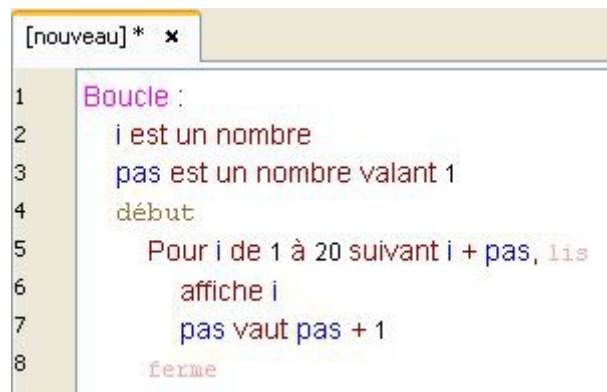 [nouveau] * ×
1 Boucle :
2 i est un nombre
3 pas est un nombre valant 1
4 début
5 Pour i de 1 à 20 suivant i + pas, lis
6 affiche i
7 pas vaut pas + 1
8 ferme